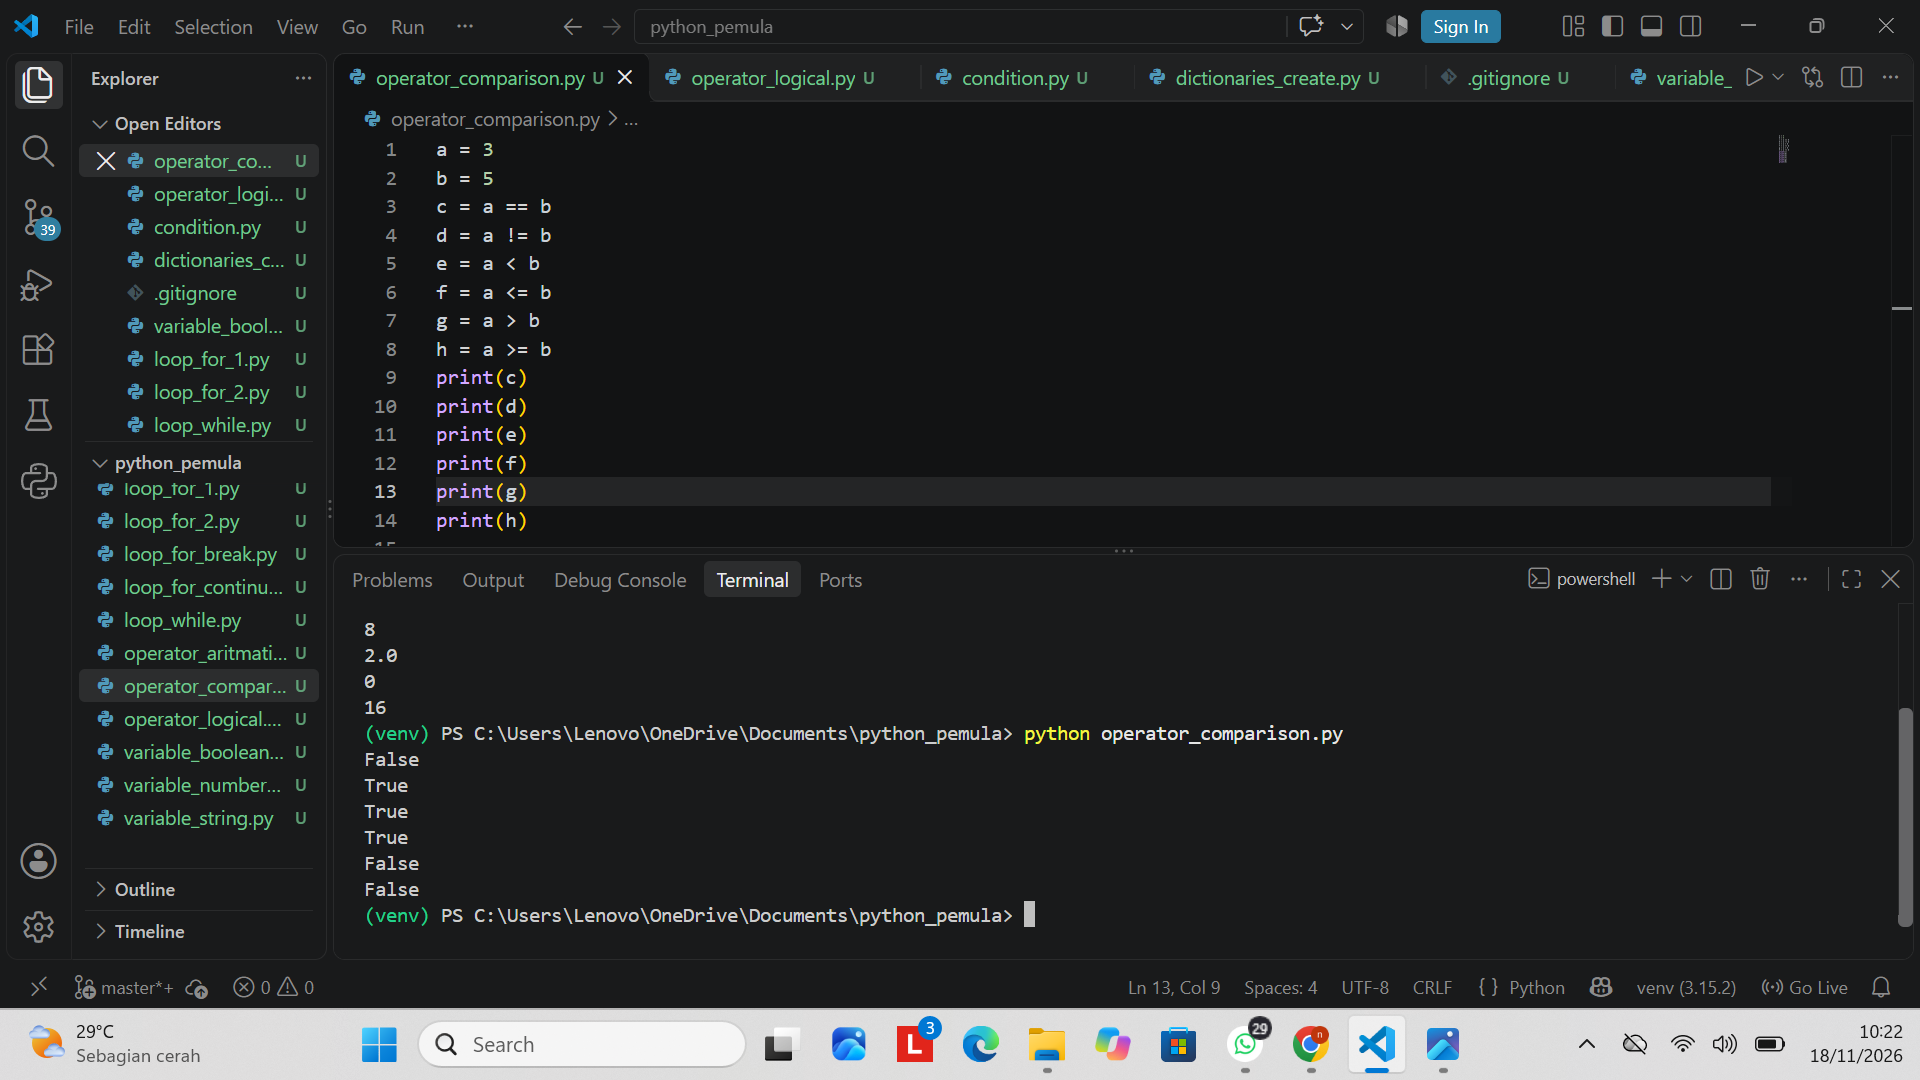 File Edit Selection View Go Run ···
python_pemula
Sign In
Explorer
Open Editors
operator_co... U
operator_logi... U
condition.py U
dictionaries_c... U
.gitignore U
variable_bool... U
loop_for_1.py U
loop_for_2.py U
loop_while.py U
39
python_pemula
loop_for_1.py U
loop_for_2.py U
loop_for_break.py U
loop_for_continu... U
loop_while.py U
operator_aritmati... U
operator_compar... U
operator_logical.... U
variable_boolean... U
variable_number... U
variable_string.py U
Outline
Timeline
operator_comparison.py U operator_logical.py U condition.py U dictionaries_create.py U .gitignore U variable_
operator_comparison.py > ...
1 a = 3
2 b = 5
3 c = a == b
4 d = a != b
5 e = a < b
6 f = a <= b
7 g = a > b
8 h = a >= b
9 print(c)
10 print(d)
11 print(e)
12 print(f)
13 print(g)
14 print(h)
15
Problems Output Debug Console Terminal Ports
powershell
8
2.0
0
16
(venv) PS C:\Users\Lenovo\OneDrive\Documents\python_pemula> python operator_comparison.py
False
True
True
True
False
False
(venv) PS C:\Users\Lenovo\OneDrive\Documents\python_pemula>
master*+ 0 0
Ln 13, Col 9 Spaces: 4 UTF-8 CRLF { } Python venv (3.15.2) Go Live
29°C
Sebagian cerah
Search
L 3
29
n
10:22
18/11/2026